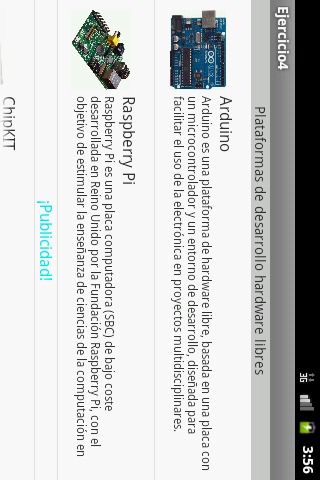 3G 3:56
Ejercicio4
Plataformas de desarrollo hardware libres
Arduino
Arduino es una plataforma de hardware libre, basada en una placa con
un microcontrolador y un entorno de desarrollo, diseñada para
facilitar el uso de la electrónica en proyectos multidisciplinares.
Raspberry Pi
Raspberry Pi es una placa computadora (SBC) de bajo coste
desarrollada en Reino Unido por la Fundación Raspberry Pi, con el
objetivo de estimular la enseñanza de ciencias de la computación en
¡Publicidad!
ChipKIT